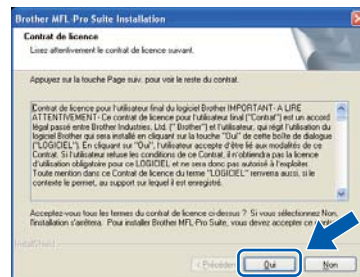 Brother MFL-Pro Suite Installation
Contrat de licence
Lisez attentivement le contrat de licence suivant.
Appuyez sur la touche Page suiv. pour voir le reste du contrat.
Contrat de licence pour l'utilisateur final du logiciel Brother IMPORTANT- A LIRE
ATTENTIVEMENT- Ce contrat de licence pour l'utilisateur final ("Contrat") est un accord
légal passé entre Brother Industries, Ltd. ("Brother") et l'utilisateur, qui régit l'utilisation du
logiciel Brother qui sera installé en cliquant sur la touche "Oui" de cette boîte de dialogue
("LOGICIEL"). En cliquant sur "Oui", l'utilisateur accepte d'être lié aux modalités de ce
Contrat. Si l'utilisateur refuse les conditions de ce Contrat, il n'obtiendra pas la licence
d'utilisation obligatoire pour ce LOGICIEL et ne sera donc pas autorisé à l'exploiter.
Toute mention dans ce Contrat de licence du terme "LOGICIEL" renverra aussi, si le
contexte le permet, au support sur lequel il est enregistré.
Acceptez-vous tous les termes du contrat de licence ci-dessus ? Si vous sélectionnez Non,
l'installation s'arrêtera. Pour installer Brother MFL-Pro Suite, vous devez accepter ce
InstallShield
< Précédent Oui Non